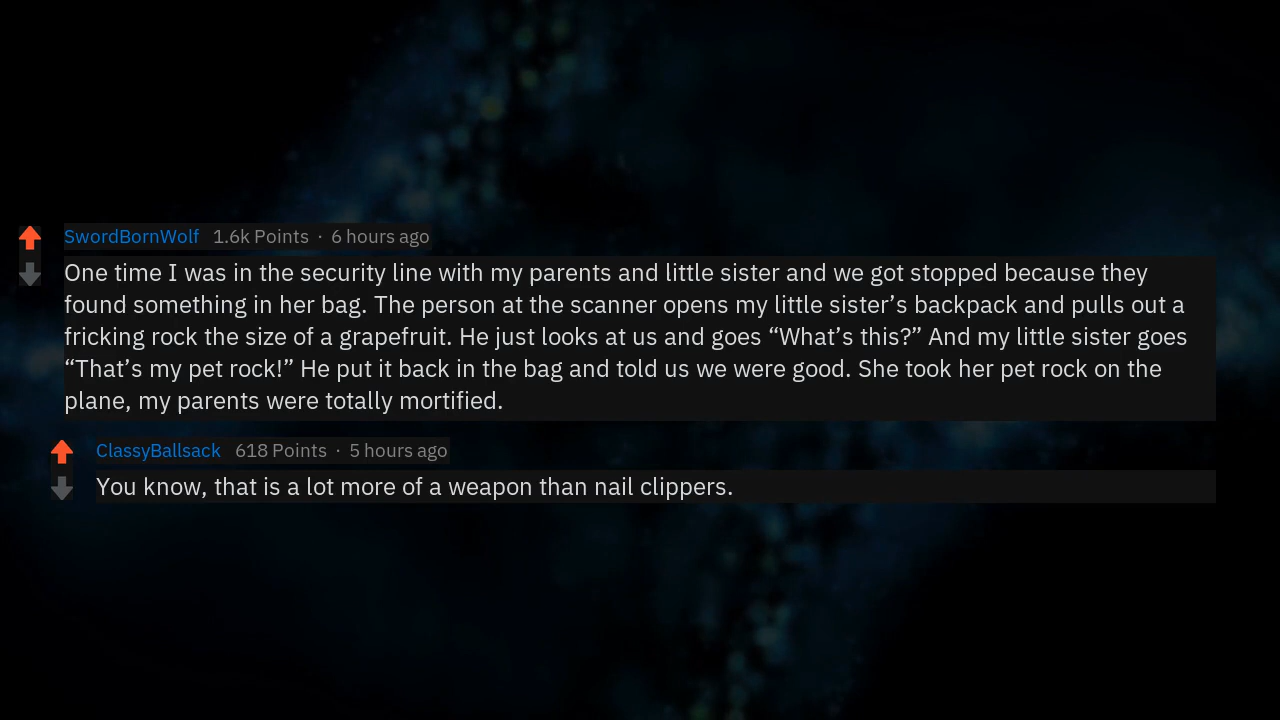 SwordBornWolf 1.6k Points · 6 hours ago
One time I was in the security line with my parents and little sister and we got stopped because they
found something in her bag. The person at the scanner opens my little sister’s backpack and pulls out a
fricking rock the size of a grapefruit. He just looks at us and goes “What’s this?” And my little sister goes
“That’s my pet rock!” He put it back in the bag and told us we were good. She took her pet rock on the
plane, my parents were totally mortified.
ClassyBallsack 618 Points · 5 hours ago
You know, that is a lot more of a weapon than nail clippers.